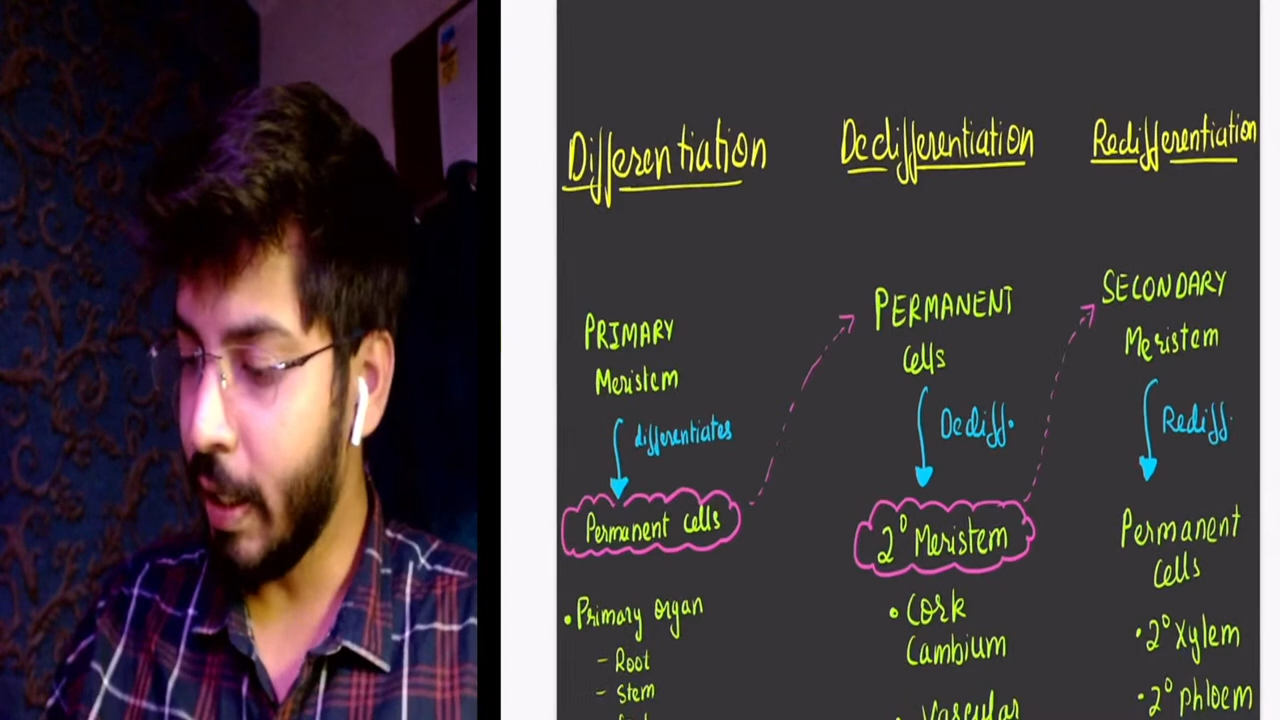 Differentiation
PRIMARY
Meristem
differentiates
Permanent cells
• Primary organ
- Root
- Stem
Dedifferentiation
PERMANENT
cells
Dediff.
2° Meristem
• Cork
Cambium
• Vascular
Redifferentiation
SECONDARY
Meristem
Rediff.
Permanent
cells
• 2° Xylem
• 2° phloem